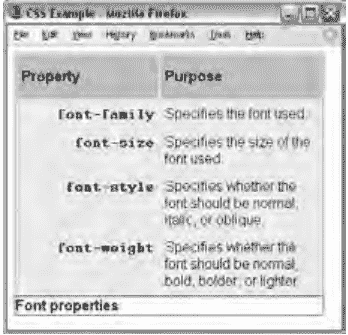 CSS Example - Mozilla Firefox
File Edit View History Bookmarks Tools Help
Property Purpose
font-family Specifies the font used.
font-size Specifies the size of the
font used.
font-style Specifies whether the
font should be normal,
italic, or oblique.
font-weight Specifies whether the
font should be normal,
bold, bolder, or lighter
Font properties